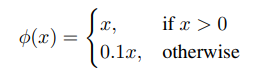 ϕ(x) = { x, if x > 0
0.1x, otherwise